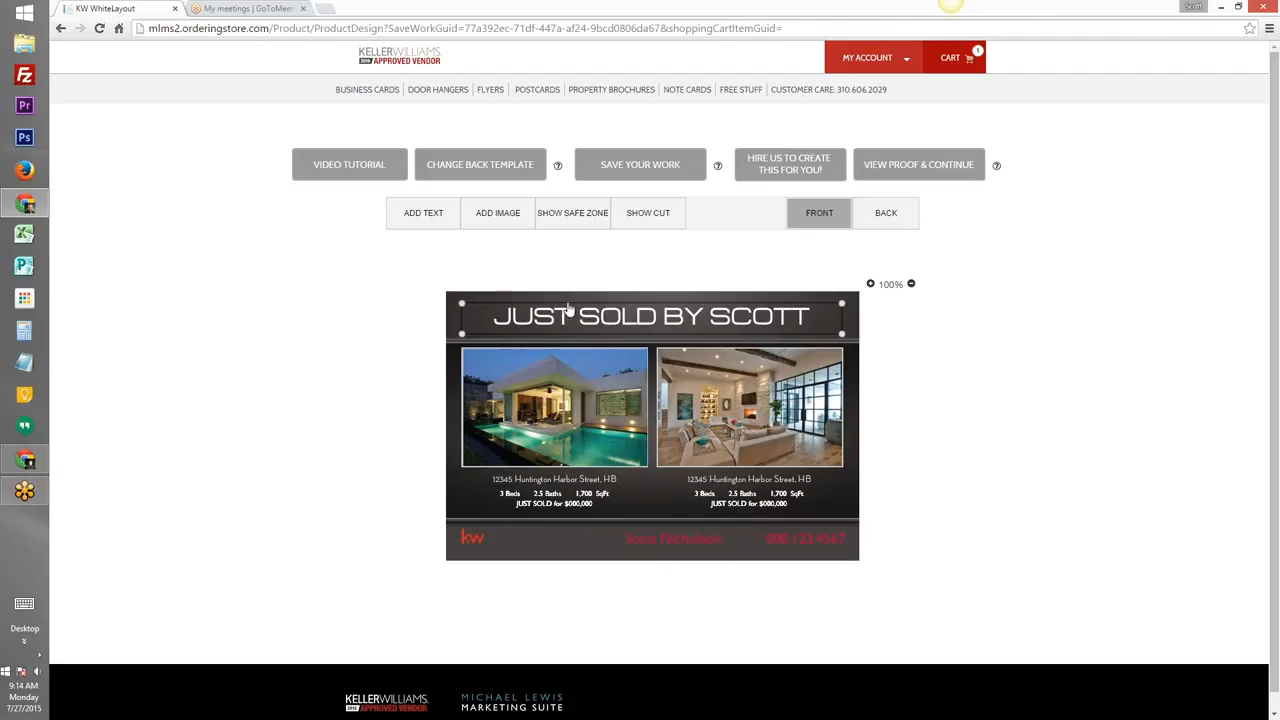 KW WhiteLayout
My meetings | GoToMeet
Scott
mlms2.orderingstore.com/Product/ProductDesign?SaveWorkGuid=77a392ec-71df-447a-af24-9bcd0806da67&shoppingCartItemGuid=
KELLERWILLIAMS.
2015 APPROVED VENDOR
MY ACCOUNT
CART
1
BUSINESS CARDS
DOOR HANGERS
FLYERS
POSTCARDS
PROPERTY BROCHURES
NOTE CARDS
FREE STUFF
CUSTOMER CARE: 310.606.2029
VIDEO TUTORIAL
CHANGE BACK TEMPLATE
SAVE YOUR WORK
HIRE US TO CREATE
THIS FOR YOU!
VIEW PROOF & CONTINUE
ADD TEXT
ADD IMAGE
SHOW SAFE ZONE
SHOW CUT
FRONT
BACK
100%
JUST SOLD BY SCOTT
12345 Huntington Harbor Street, HB
3 Beds 2.5 Baths 1,700 SqFt
JUST SOLD for $000,000
12345 Huntington Harbor Street, HB
3 Beds 2.5 Baths 1,700 SqFt
JUST SOLD for $000,000
kw
Scott Nicholson
000.123.4567
Desktop
9:14 AM
Monday
7/27/2015
KELLERWILLIAMS.
2015 APPROVED VENDOR
MICHAEL LEWIS
MARKETING SUITE